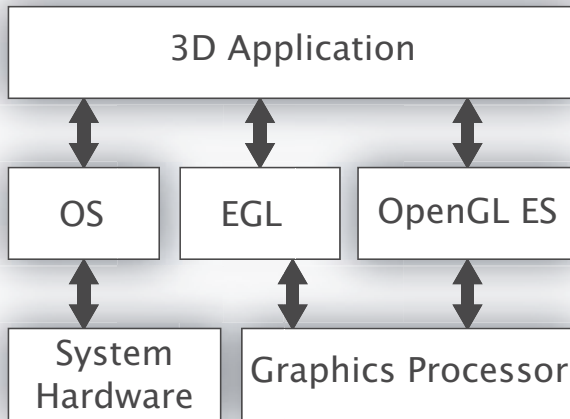 3D Application
OS
EGL
OpenGL ES
System
Hardware
Graphics Processor